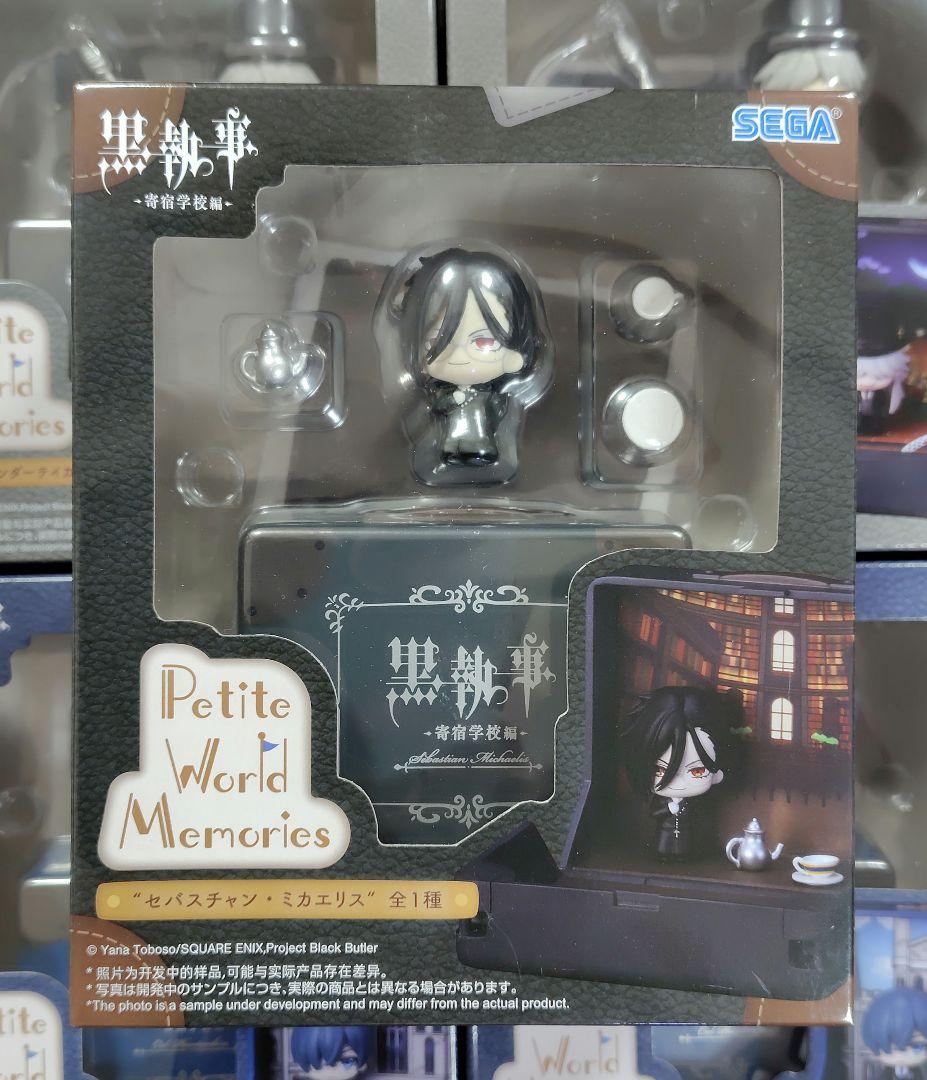 黒執事
-寄宿学校編-
SEGA®
黒執事
-寄宿学校編-
Sebastian Michaelis
Petite
World
Memories
"セバスチャン・ミカエリス" 全1種
© Yana Toboso/SQUARE ENIX,Project Black Butler
*照片为开发中的样品,可能与实际产品存在差异。
*写真は開発中のサンプルにつき、実際の商品とは異なる場合があります。
*The photo is a sample under development and may differ from the actual product.
Petite
World